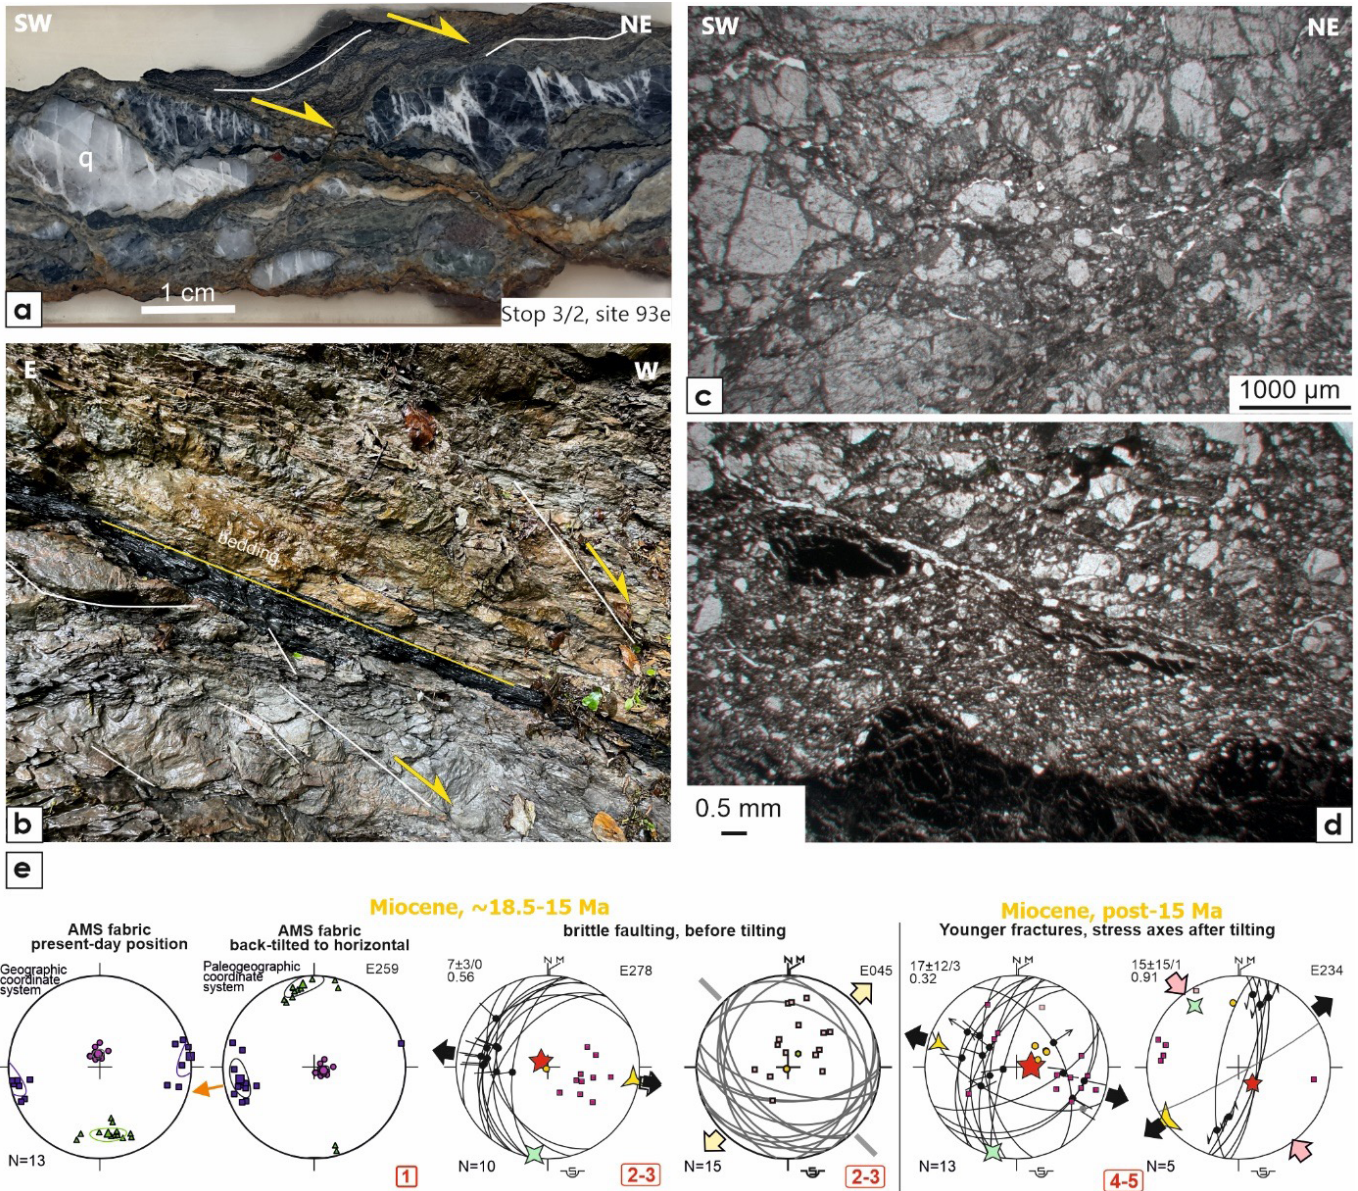 SW
NE
q
1 cm
a
Stop 3/2, site 93e
SW
NE
c
1000 µm
E
W
bedding
b
0.5 mm
d
e
Miocene, ~18.5-15 Ma
Miocene, post-15 Ma
AMS fabric
present-day position
AMS fabric
back-tilted to horizontal
brittle faulting, before tilting
Younger fractures, stress axes after tilting
Geographic
coordinate
system
N=13
Paleogeographic
coordinate
system
E259
1
7±3/0
0.56
N M
E278
N=10
S
2-3
N M
E045
N=15
S
2-3
17±12/3
0.32
N M
N=13
S
4-5
15±15/1
0.91
N M
E234
N=5
S